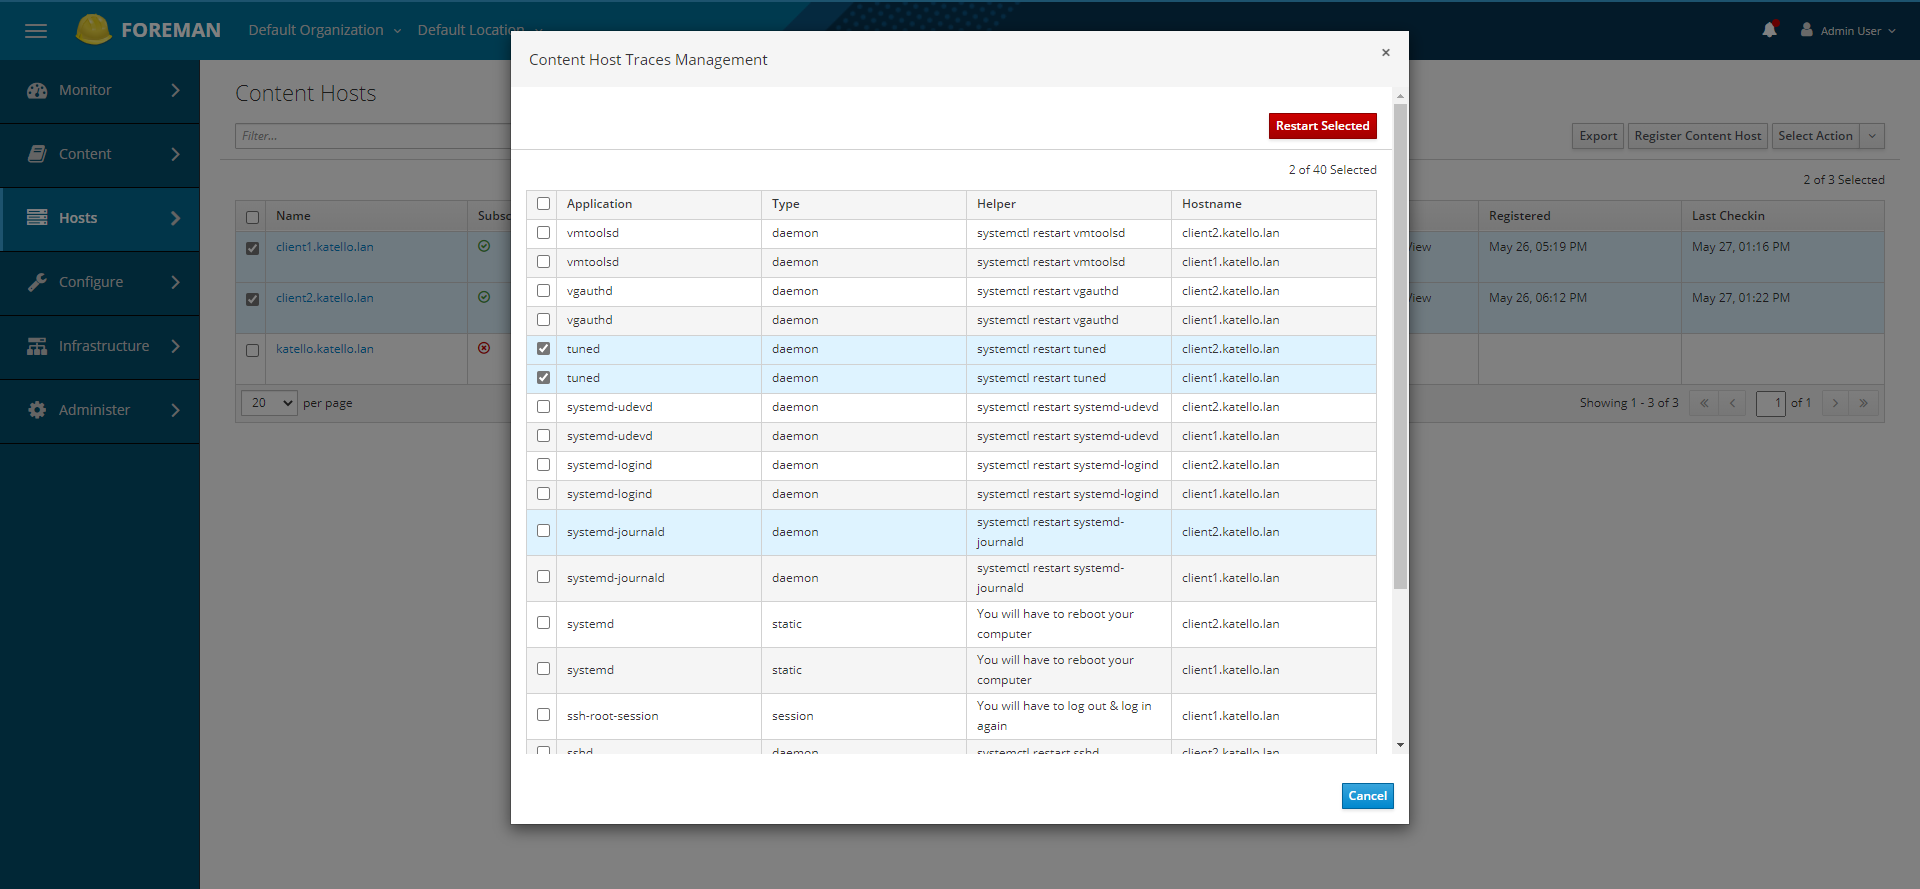 FOREMAN
Default Organization
Default Location
Admin User
Monitor
Content
Hosts
Configure
Infrastructure
Administer
Content Hosts
Filter...
Export
Register Content Host
Select Action
2 of 3 Selected
Name Subsc Registered Last Checkin
client1.katello.lan View May 26, 05:19 PM May 27, 01:16 PM
client2.katello.lan View May 26, 06:12 PM May 27, 01:22 PM
katello.katello.lan
20 per page
Showing 1 - 3 of 3 1 of 1
Content Host Traces Management
×
Restart Selected
2 of 40 Selected
Application Type Helper Hostname
vmtoolsd daemon systemctl restart vmtoolsd client2.katello.lan
vmtoolsd daemon systemctl restart vmtoolsd client1.katello.lan
vgauthd daemon systemctl restart vgauthd client2.katello.lan
vgauthd daemon systemctl restart vgauthd client1.katello.lan
tuned daemon systemctl restart tuned client2.katello.lan
tuned daemon systemctl restart tuned client1.katello.lan
systemd-udevd daemon systemctl restart systemd-udevd client2.katello.lan
systemd-udevd daemon systemctl restart systemd-udevd client1.katello.lan
systemd-logind daemon systemctl restart systemd-logind client2.katello.lan
systemd-logind daemon systemctl restart systemd-logind client1.katello.lan
systemd-journald daemon systemctl restart systemd-
journald client2.katello.lan
systemd-journald daemon systemctl restart systemd-
journald client1.katello.lan
systemd static You will have to reboot your
computer client2.katello.lan
systemd static You will have to reboot your
computer client1.katello.lan
ssh-root-session session You will have to log out & log in
again client1.katello.lan
sshd daemon systemctl restart sshd client2.katello.lan
Cancel